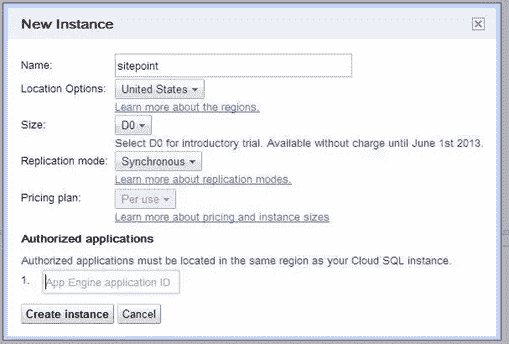 New Instance
Name: sitepoint
Location Options: United States
Learn more about the regions.
Size: D0
Select D0 for introductory trial. Available without charge until June 1st 2013.
Replication mode: Synchronous
Learn more about replication modes.
Pricing plan: Per use
Learn more about pricing and instance sizes
Authorized applications
Authorized applications must be located in the same region as your Cloud SQL instance.
1. App Engine application ID
Create instance Cancel